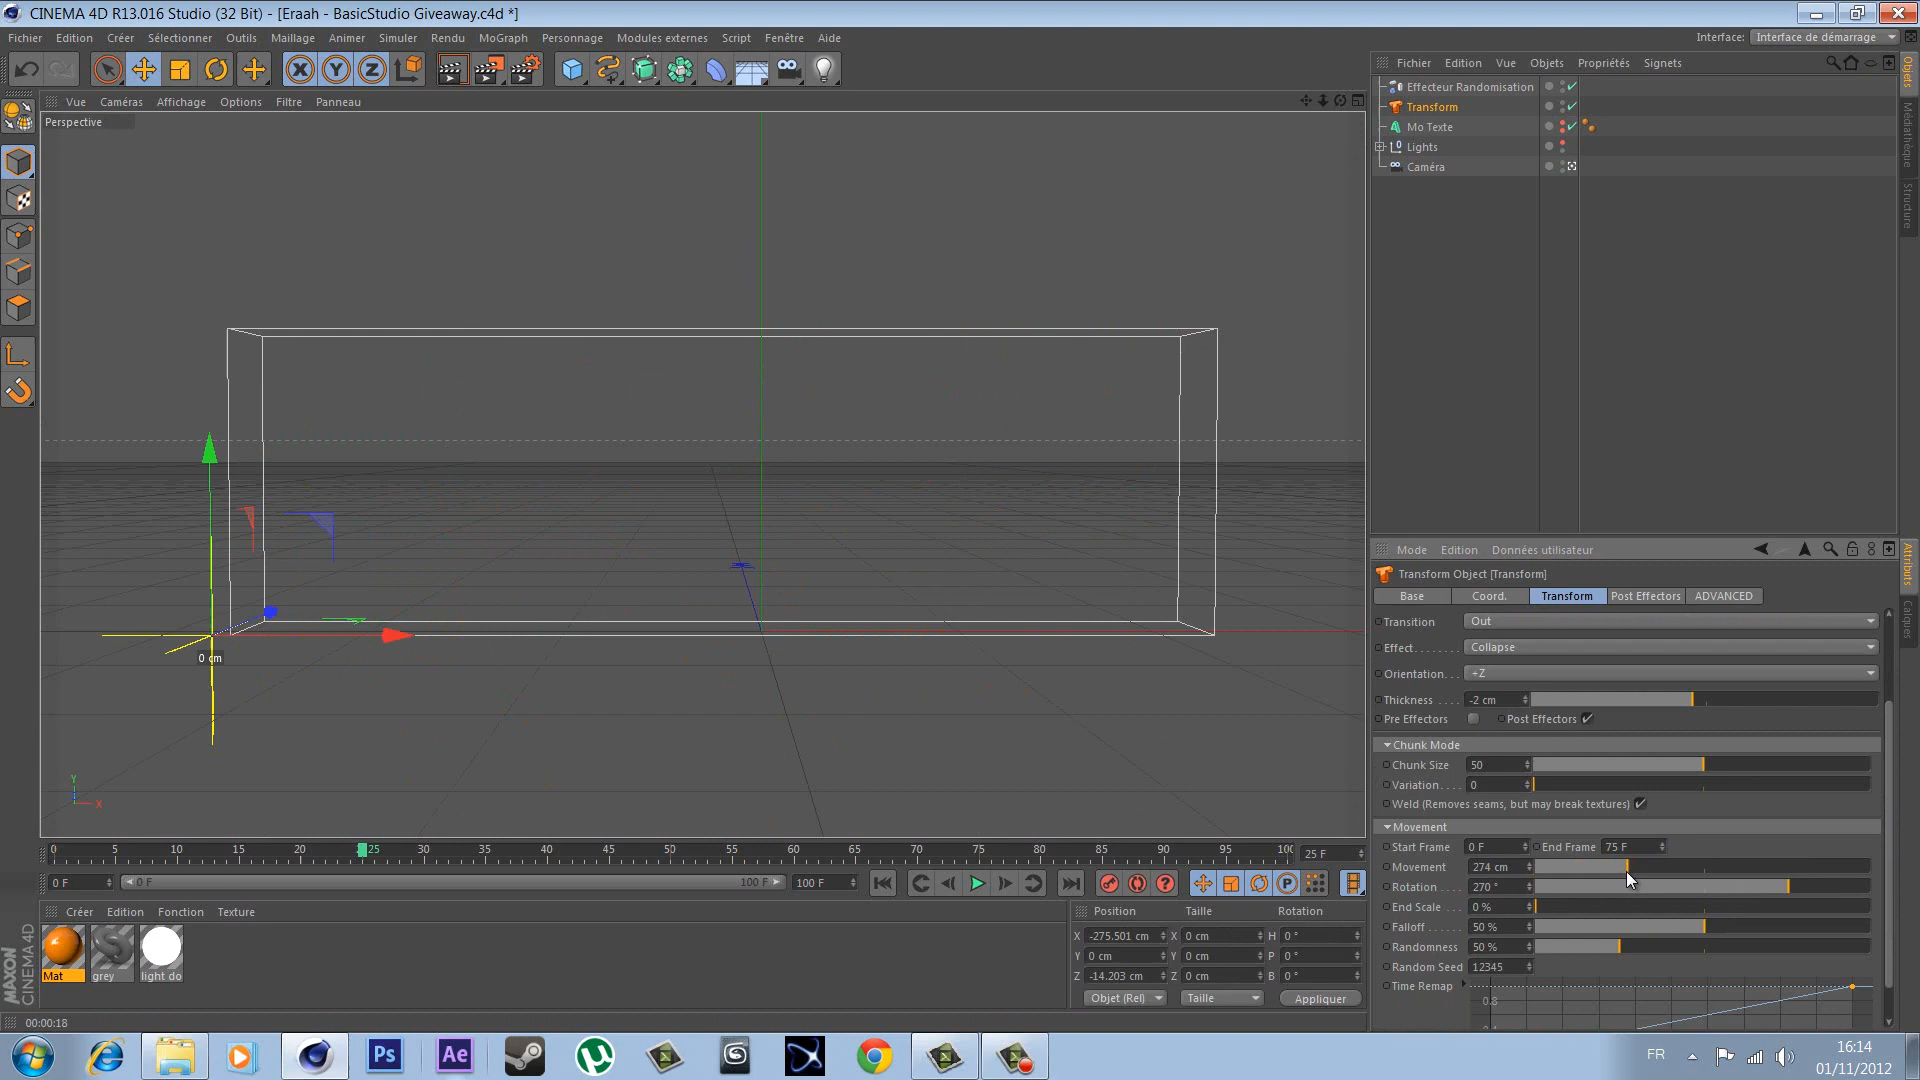 CINEMA 4D R13.016 Studio (32 Bit) - [Eraah - BasicStudio Giveaway.c4d *]
Fichier Edition Créer Sélectionner Outils Maillage Animer Simuler Rendu MoGraph Personnage Modules externes Script Fenêtre Aide
Interface: Interface de démarrage
Fichier Edition Vue Objets Propriétés Signets
Effecteur Randomisation
Transform
Mo Texte
Lights
Caméra
Objets
Médiathèque
Structure
Vue Caméras Affichage Options Filtre Panneau
Perspective
0 cm
Y
X
Mode Edition Données utilisateur
Attributs
Calques
Transform Object [Transform]
Base Coord. Transform Post Effectors ADVANCED
Transition Out
Effect........ Collapse
Orientation... +Z
Thickness .... -2 cm
Pre Effectors Post Effectors
Chunk Mode
Chunk Size 50
Variation.... 0
Weld (Removes seams, but may break textures)
Movement
Start Frame 0 F End Frame 75 F
Movement 274 cm
Rotation.... 270 °
End Scale ... 0 %
Falloff...... 50 %
Randomness 50 %
Random Seed 12345
Time Remap
0.8
0 5 10 15 20 25 30 35 40 45 50 55 60 65 70 75 80 85 90 95 100
25 F
0 F 0 F 100 F 100 F
P
Créer Edition Fonction Texture
Mat grey light do
MAXON
CINEMA 4D
Position Taille Rotation
X -275.501 cm X 0 cm H 0 °
Y 0 cm Y 0 cm P 0 °
Z -14.203 cm Z 0 cm B 0 °
Objet (Rel) Taille Appliquer
00:00:18
Ps
Ae
FR
16:14
01/11/2012